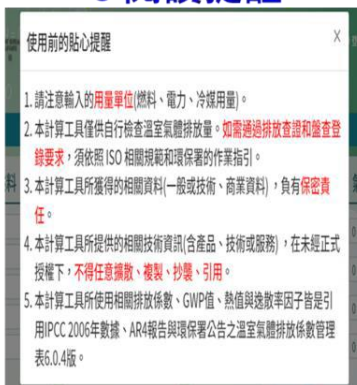 使用前的貼心提醒
X
1. 請注意輸入的用量單位(燃料、電力、冷媒用量)。
2. 本計算工具僅供自行檢查溫室氣體排放量。如需通過排放查證和盤查登
錄要求，須依照 ISO 相關規範和環保署的作業指引。
3. 本計算工具所獲得的相關資料(一般或技術、商業資料)，負有保密責
任。
4. 本計算工具所提供的相關技術資訊(含產品、技術或服務)，在未經正式
授權下，不得任意擴散、複製、抄襲、引用。
5. 本計算工具所使用相關排放係數、GWP值、熱值與逸散率因子皆是引
用IPCC 2006年數據、AR4報告與環保署公告之溫室氣體排放係數管理
表6.0.4版。